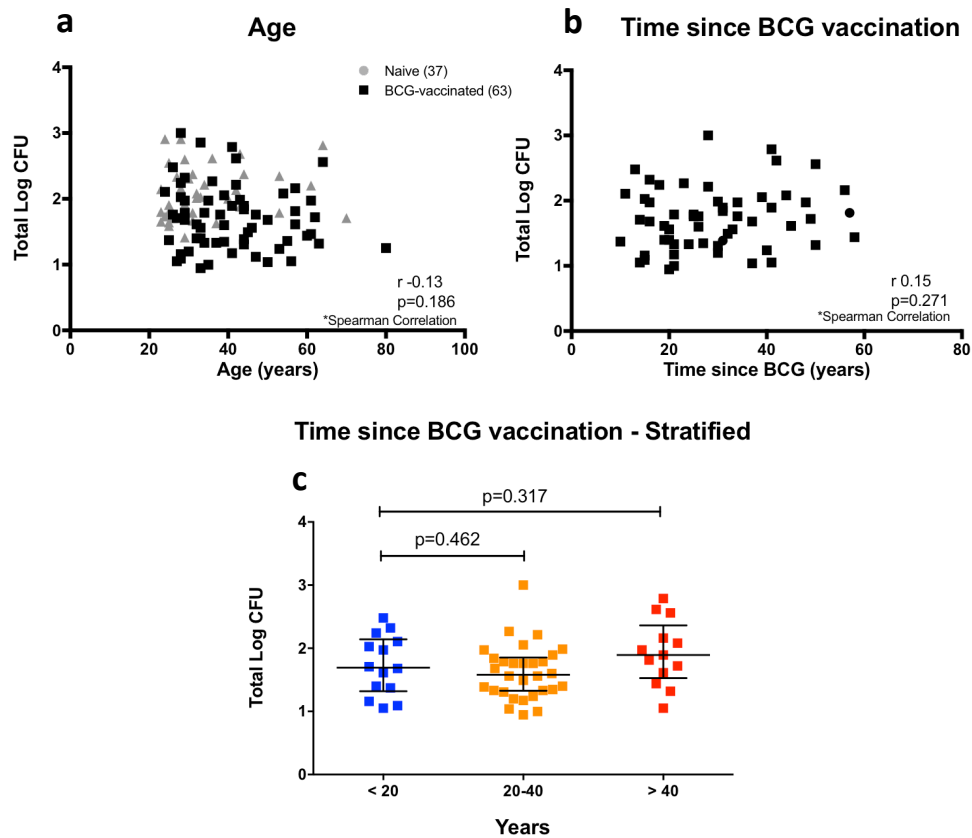 a
Age
Naive (37)
BCG-vaccinated (63)
Total Log CFU
4
3
2
1
0
0
20
40
60
80
100
Age (years)
r -0.13
p=0.186
*Spearman Correlation
b
Time since BCG vaccination
Total Log CFU
4
3
2
1
0
0
20
40
60
80
Time since BCG (years)
r 0.15
p=0.271
*Spearman Correlation
Time since BCG vaccination - Stratified
c
p=0.317
p=0.462
Total Log CFU
4
3
2
1
0
< 20
20-40
> 40
Years